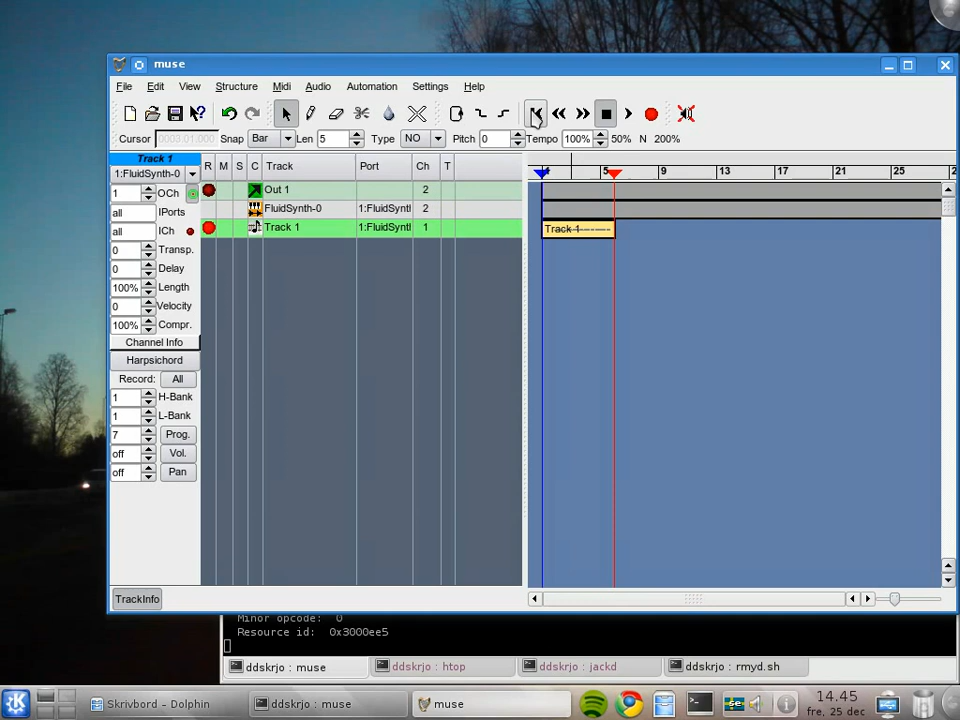 muse
File Edit View Structure Midi Audio Automation Settings Help
Cursor 0003.01.000 Snap Bar Len 5 Type NO Pitch 0 Tempo 100% 50% N 200%
Track 1
1:FluidSynth-0
R M S C Track Port Ch T
5 9 13 17 21 25
1 OCh
Out 1 2
all IPorts
FluidSynth-0 1:FluidSyntl 2
all ICh
Track 1 1:FluidSyntl 1
Track 1
0 Transp.
0 Delay
100% Length
0 Velocity
100% Compr.
Channel Info
Harpsichord
Record: All
1 H-Bank
1 L-Bank
7 Prog.
off Vol.
off Pan
TrackInfo
Minor opcode: 0
Resource id: 0x3000ee5
ddskrjo : muse ddskrjo : htop ddskrjo : jackd ddskrjo : rmyd.sh
Skrivbord - Dolphin ddskrjo : muse muse
14.45
fre, 25 dec